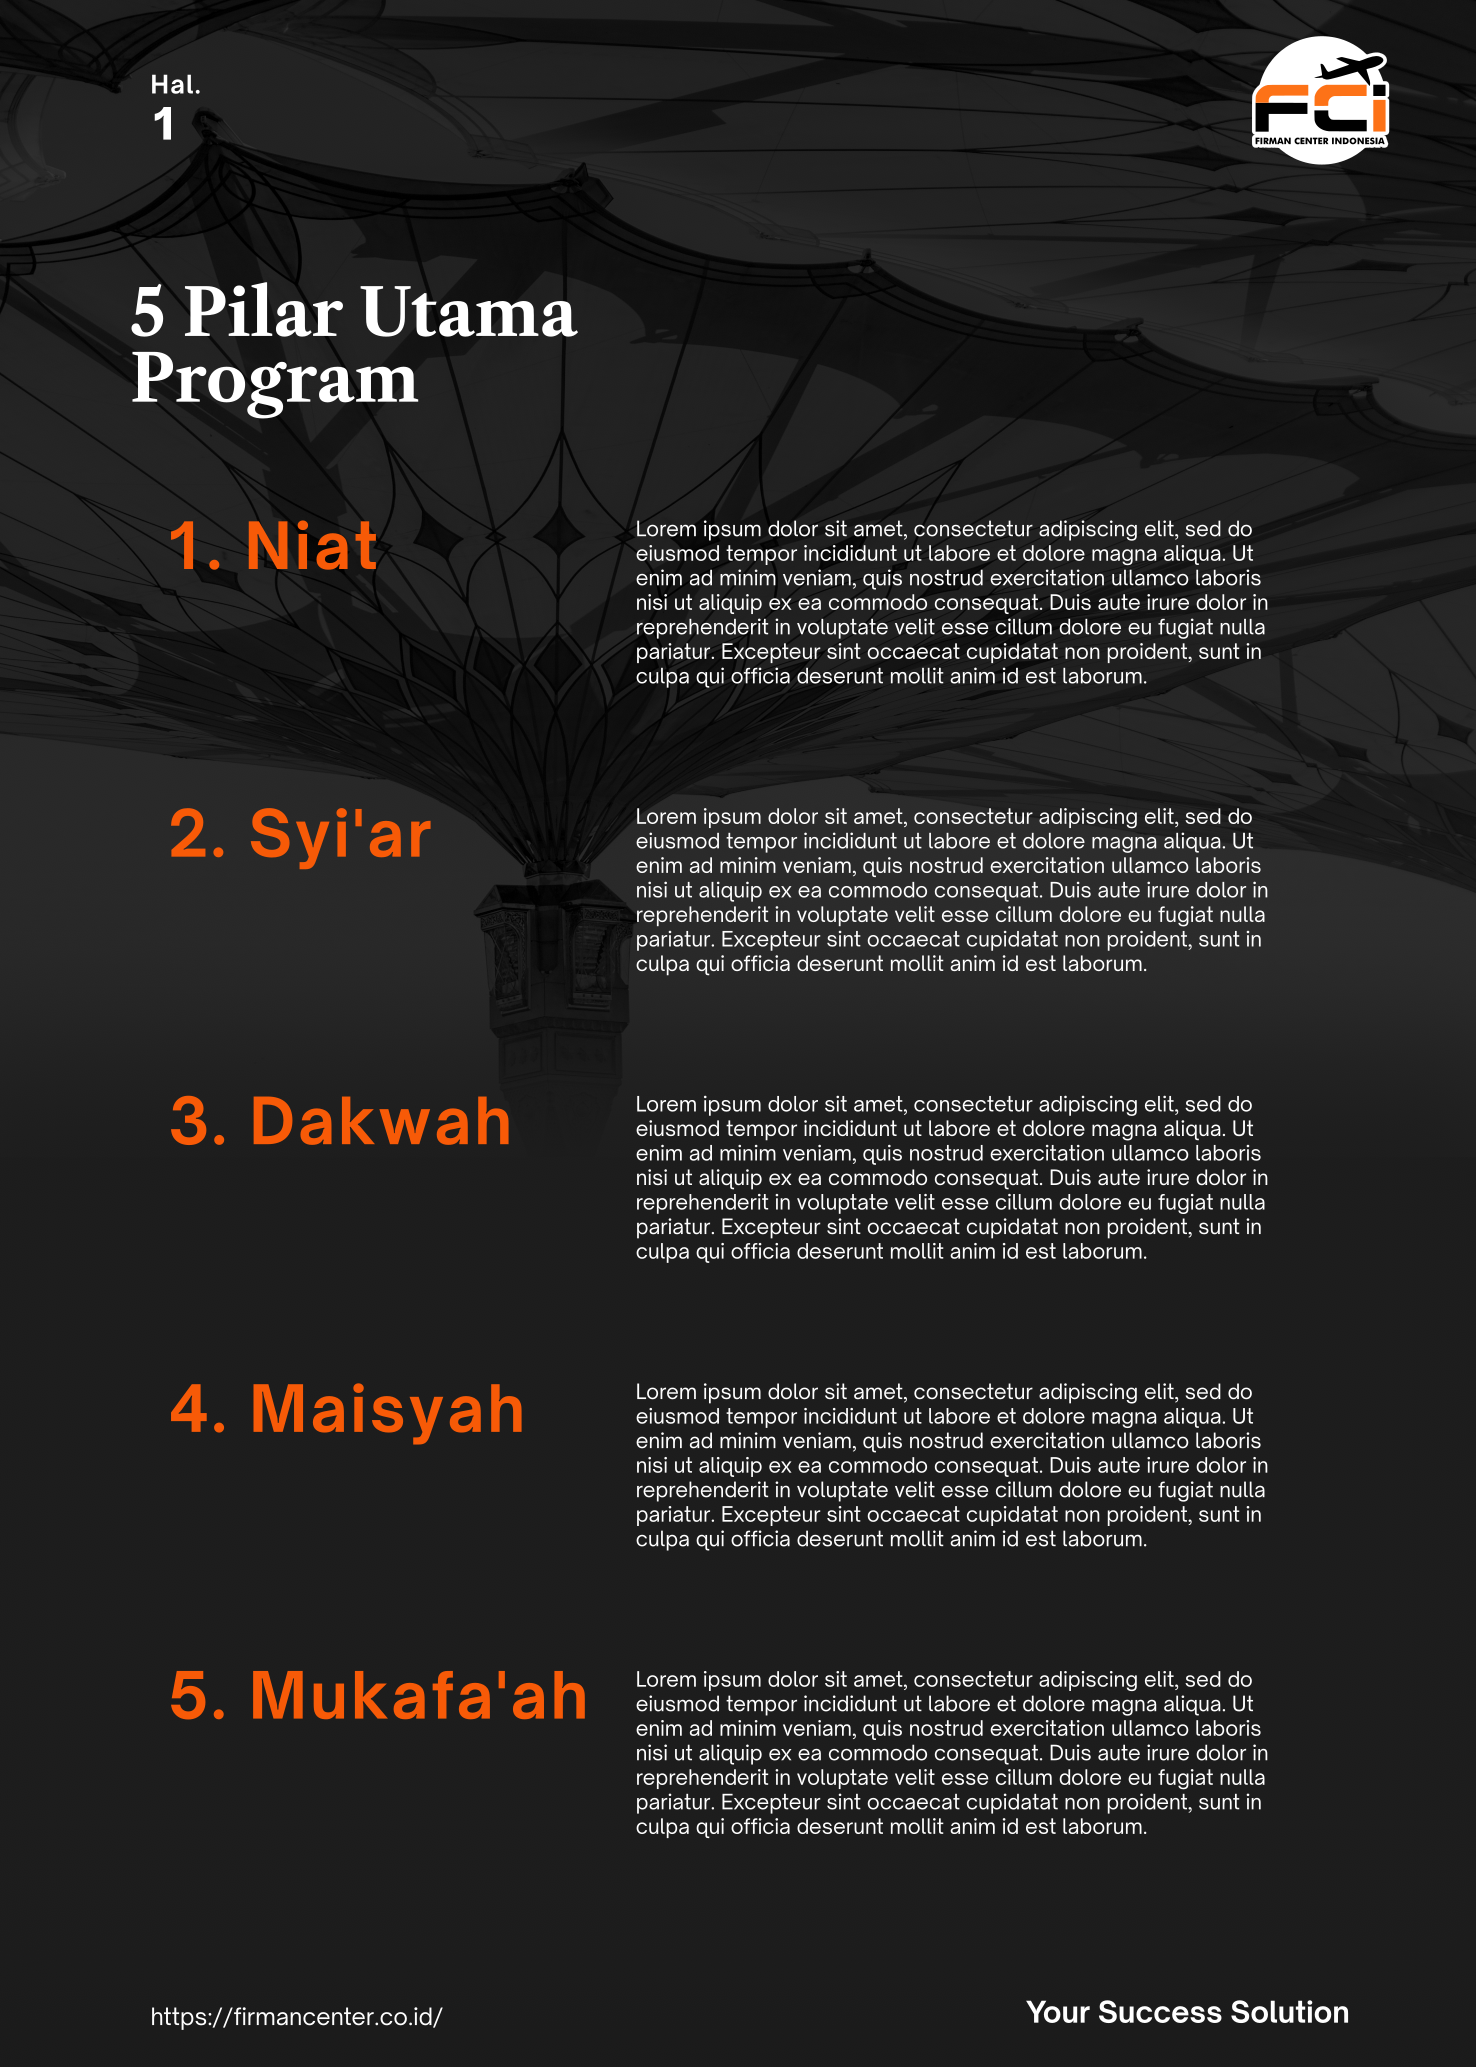 Hal.
1
FCi
FIRMAN CENTER INDONESIA
5 Pilar Utama
Program
1. Niat
Lorem ipsum dolor sit amet, consectetur adipiscing elit, sed do
eiusmod tempor incididunt ut labore et dolore magna aliqua. Ut
enim ad minim veniam, quis nostrud exercitation ullamco laboris
nisi ut aliquip ex ea commodo consequat. Duis aute irure dolor in
reprehenderit in voluptate velit esse cillum dolore eu fugiat nulla
pariatur. Excepteur sint occaecat cupidatat non proident, sunt in
culpa qui officia deserunt mollit anim id est laborum.
2. Syi'ar
Lorem ipsum dolor sit amet, consectetur adipiscing elit, sed do
eiusmod tempor incididunt ut labore et dolore magna aliqua. Ut
enim ad minim veniam, quis nostrud exercitation ullamco laboris
nisi ut aliquip ex ea commodo consequat. Duis aute irure dolor in
reprehenderit in voluptate velit esse cillum dolore eu fugiat nulla
pariatur. Excepteur sint occaecat cupidatat non proident, sunt in
culpa qui officia deserunt mollit anim id est laborum.
3. Dakwah
Lorem ipsum dolor sit amet, consectetur adipiscing elit, sed do
eiusmod tempor incididunt ut labore et dolore magna aliqua. Ut
enim ad minim veniam, quis nostrud exercitation ullamco laboris
nisi ut aliquip ex ea commodo consequat. Duis aute irure dolor in
reprehenderit in voluptate velit esse cillum dolore eu fugiat nulla
pariatur. Excepteur sint occaecat cupidatat non proident, sunt in
culpa qui officia deserunt mollit anim id est laborum.
4. Maisyah
Lorem ipsum dolor sit amet, consectetur adipiscing elit, sed do
eiusmod tempor incididunt ut labore et dolore magna aliqua. Ut
enim ad minim veniam, quis nostrud exercitation ullamco laboris
nisi ut aliquip ex ea commodo consequat. Duis aute irure dolor in
reprehenderit in voluptate velit esse cillum dolore eu fugiat nulla
pariatur. Excepteur sint occaecat cupidatat non proident, sunt in
culpa qui officia deserunt mollit anim id est laborum.
5. Mukafa'ah
Lorem ipsum dolor sit amet, consectetur adipiscing elit, sed do
eiusmod tempor incididunt ut labore et dolore magna aliqua. Ut
enim ad minim veniam, quis nostrud exercitation ullamco laboris
nisi ut aliquip ex ea commodo consequat. Duis aute irure dolor in
reprehenderit in voluptate velit esse cillum dolore eu fugiat nulla
pariatur. Excepteur sint occaecat cupidatat non proident, sunt in
culpa qui officia deserunt mollit anim id est laborum.
https://firmancenter.co.id/
Your Success Solution